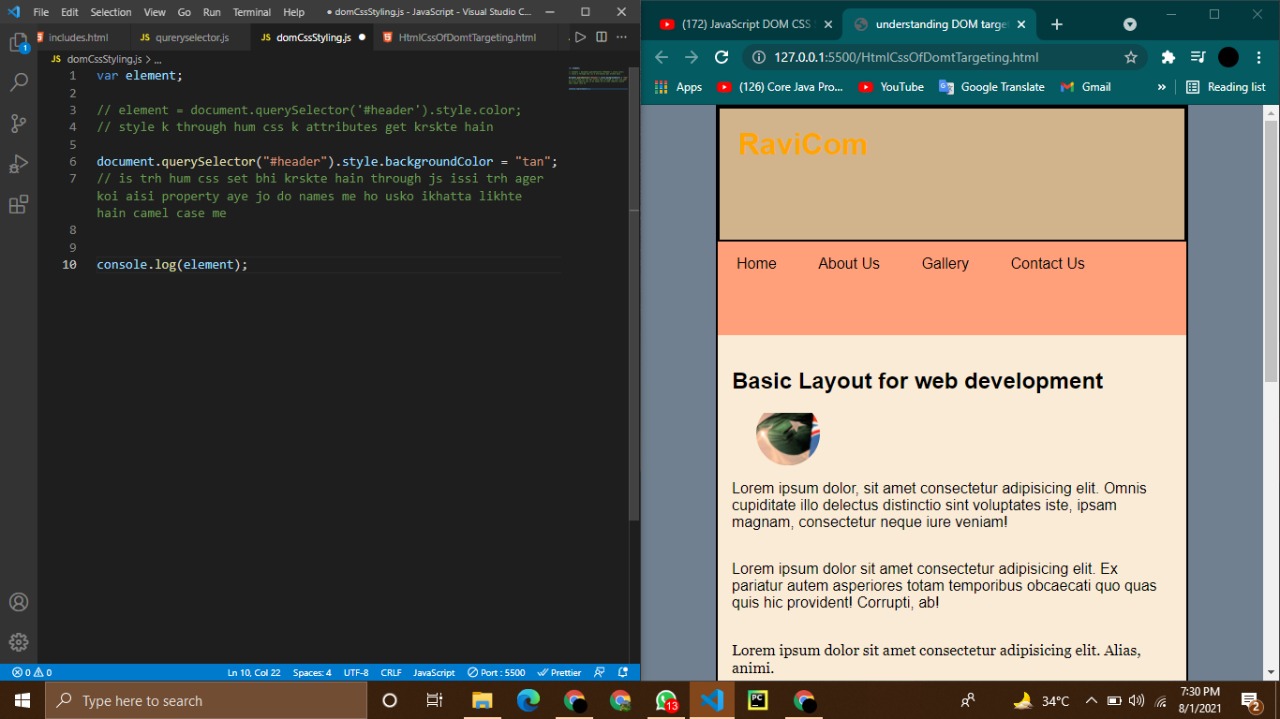 File Edit Selection View Go Run Terminal Help
● domCssStyling.js - JavaScript - Visual Studio C...
includes.html
JS qureryselector.js
JS domCssStyling.js ●
HtmlCssOfDomtTargeting.html
JS domCssStyling.js > ...
1 var element;
2
3 // element = document.querySelector('#header').style.color;
4 // style k through hum css k attributes get krskte hain
5
6 document.querySelector("#header").style.backgroundColor = "tan";
7 // is trh hum css set bhi krskte hain through js issi trh ager
koi aisi property aye jo do names me ho usko ikhatta likhte
hain camel case me
8
9
10 console.log(element);
1
0 0 Ln 10, Col 22 Spaces: 4 UTF-8 CRLF JavaScript Port : 5500 Prettier
(172) JavaScript DOM CSS
understanding DOM targe
127.0.0.1:5500/HtmlCssOfDomtTargeting.html
Apps (126) Core Java Pro... YouTube Google Translate Gmail » Reading list
RaviCom
Home About Us Gallery Contact Us
Basic Layout for web development
Lorem ipsum dolor, sit amet consectetur adipisicing elit. Omnis
cupiditate illo delectus distinctio sint voluptates iste, ipsam
magnam, consectetur neque iure veniam!
Lorem ipsum dolor sit amet consectetur adipisicing elit. Ex
pariatur autem asperiores totam temporibus obcaecati quo quas
quis hic provident! Corrupti, ab!
Lorem ipsum dolor sit amet consectetur adipisicing elit. Alias,
animi.
Type here to search
13
PC
34°C
7:30 PM
8/1/2021
2